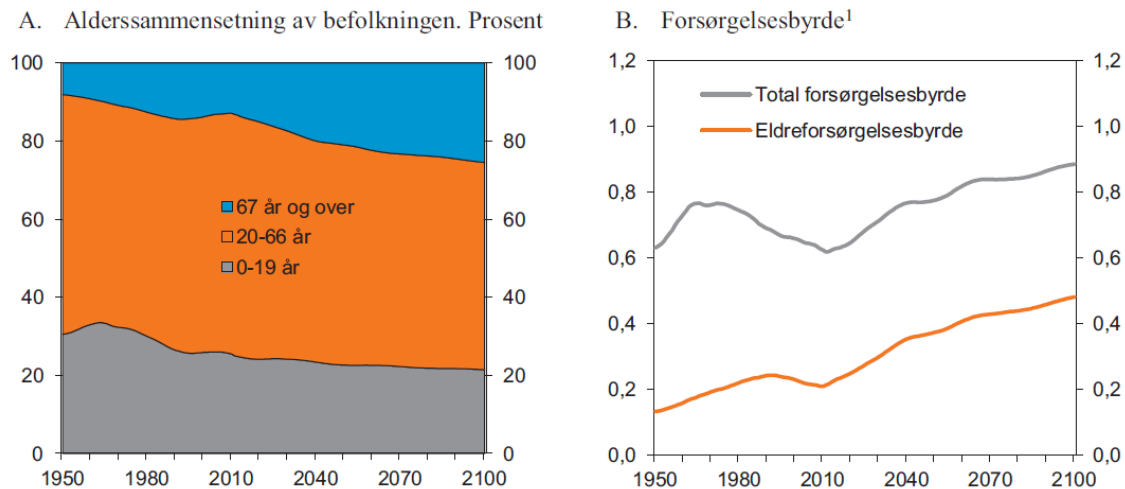 A. Alderssammensetning av befolkningen. Prosent
100
80
60
40
20
0
100
80
60
40
20
0
67 år og over
20-66 år
0-19 år
1950 1980 2010 2040 2070 2100
B. Forsørgelsesbyrde¹
1,2
1,0
0,8
0,6
0,4
0,2
0,0
1,2
1,0
0,8
0,6
0,4
0,2
0,0
Total forsørgelsesbyrde
Eldreforsørgelsesbyrde
1950 1980 2010 2040 2070 2100